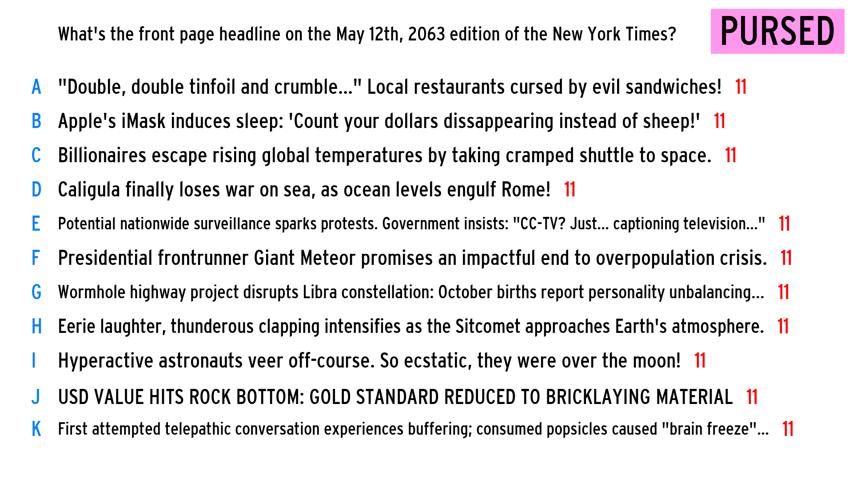 What's the front page headline on the May 12th, 2063 edition of the New York Times? PURSED
A "Double, double tinfoil and crumble..." Local restaurants cursed by evil sandwiches! 11
B Apple's iMask induces sleep: 'Count your dollars dissappearing instead of sheep!' 11
C Billionaires escape rising global temperatures by taking cramped shuttle to space. 11
D Caligula finally loses war on sea, as ocean levels engulf Rome! 11
E Potential nationwide surveillance sparks protests. Government insists: "CC-TV? Just... captioning television..." 11
F Presidential frontrunner Giant Meteor promises an impactful end to overpopulation crisis. 11
G Wormhole highway project disrupts Libra constellation: October births report personality unbalancing... 11
H Eerie laughter, thunderous clapping intensifies as the Sitcomet approaches Earth's atmosphere. 11
I Hyperactive astronauts veer off-course. So ecstatic, they were over the moon! 11
J USD VALUE HITS ROCK BOTTOM: GOLD STANDARD REDUCED TO BRICKLAYING MATERIAL 11
K First attempted telepathic conversation experiences buffering; consumed popsicles caused "brain freeze"... 11